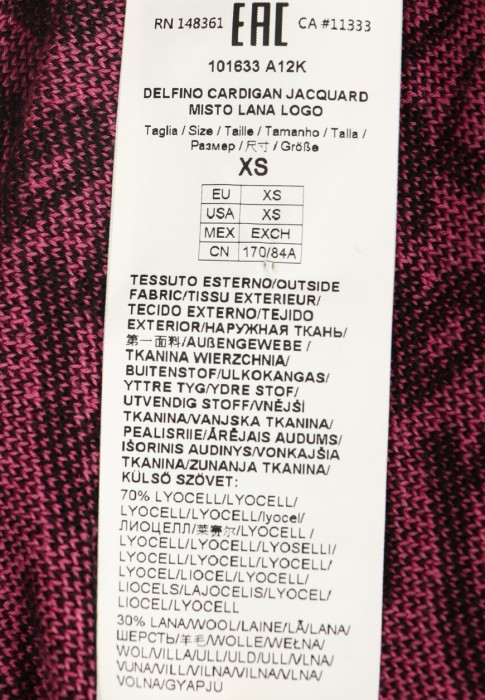 RN 148361 EAC CA #11333
101633 A12K
DELFINO CARDIGAN JACQUARD
MISTO LANA LOGO
Taglia / Size / Taille / Tamanho / Talla /
Размер / 尺寸 / Größe
XS
EU XS
USA XS
MEX EXCH
CN 170/84A
TESSUTO ESTERNO/OUTSIDE
FABRIC/TISSU EXTERIEUR/
TECIDO EXTERNO/TEJIDO
EXTERIOR/НАРУЖНАЯ ТКАНЬ/
第一面料/AUßENGEWEBE/
TKANINA WIERZCHNIA/
BUITENSTOF/ULKOKANGAS/
YTTRE TYG/YDRE STOF/
UTVENDIG STOFF/VNĚJŠÍ
TKANINA/VANJSKA TKANINA/
PEALISRIIE/ĀRĒJAIS AUDUMS/
IŠORINIS AUDINYS/VONKAJŠIA
TKANINA/ZUNANJA TKANINA/
KÜLSŐ SZÖVET:
70% LYOCELL/LYOCELL/
LYOCELL/LYOCELL/lyocel/
ЛИОЦЕЛЛ/莱赛尔/LYOCELL /
LYOCELL/LYOCELL/LYOSELLI/
LYOCELL/LYOCELL/LYOCELL/
LYOCEL/LIOCEL/LYOCELL/
LIOCELS/LAJOCELIS/LYOCEL/
LIOCEL/LYOCELL
30% LANA/WOOL/LAINE/LÃ/LANA/
ШЕРСТЬ/羊毛/WOLLE/WEŁNA/
WOL/VILLA/ULL/ULD/ULL/VLNA/
VUNA/VILL/VILNA/VILNA/VLNA/
VOLNA/GYAPJU